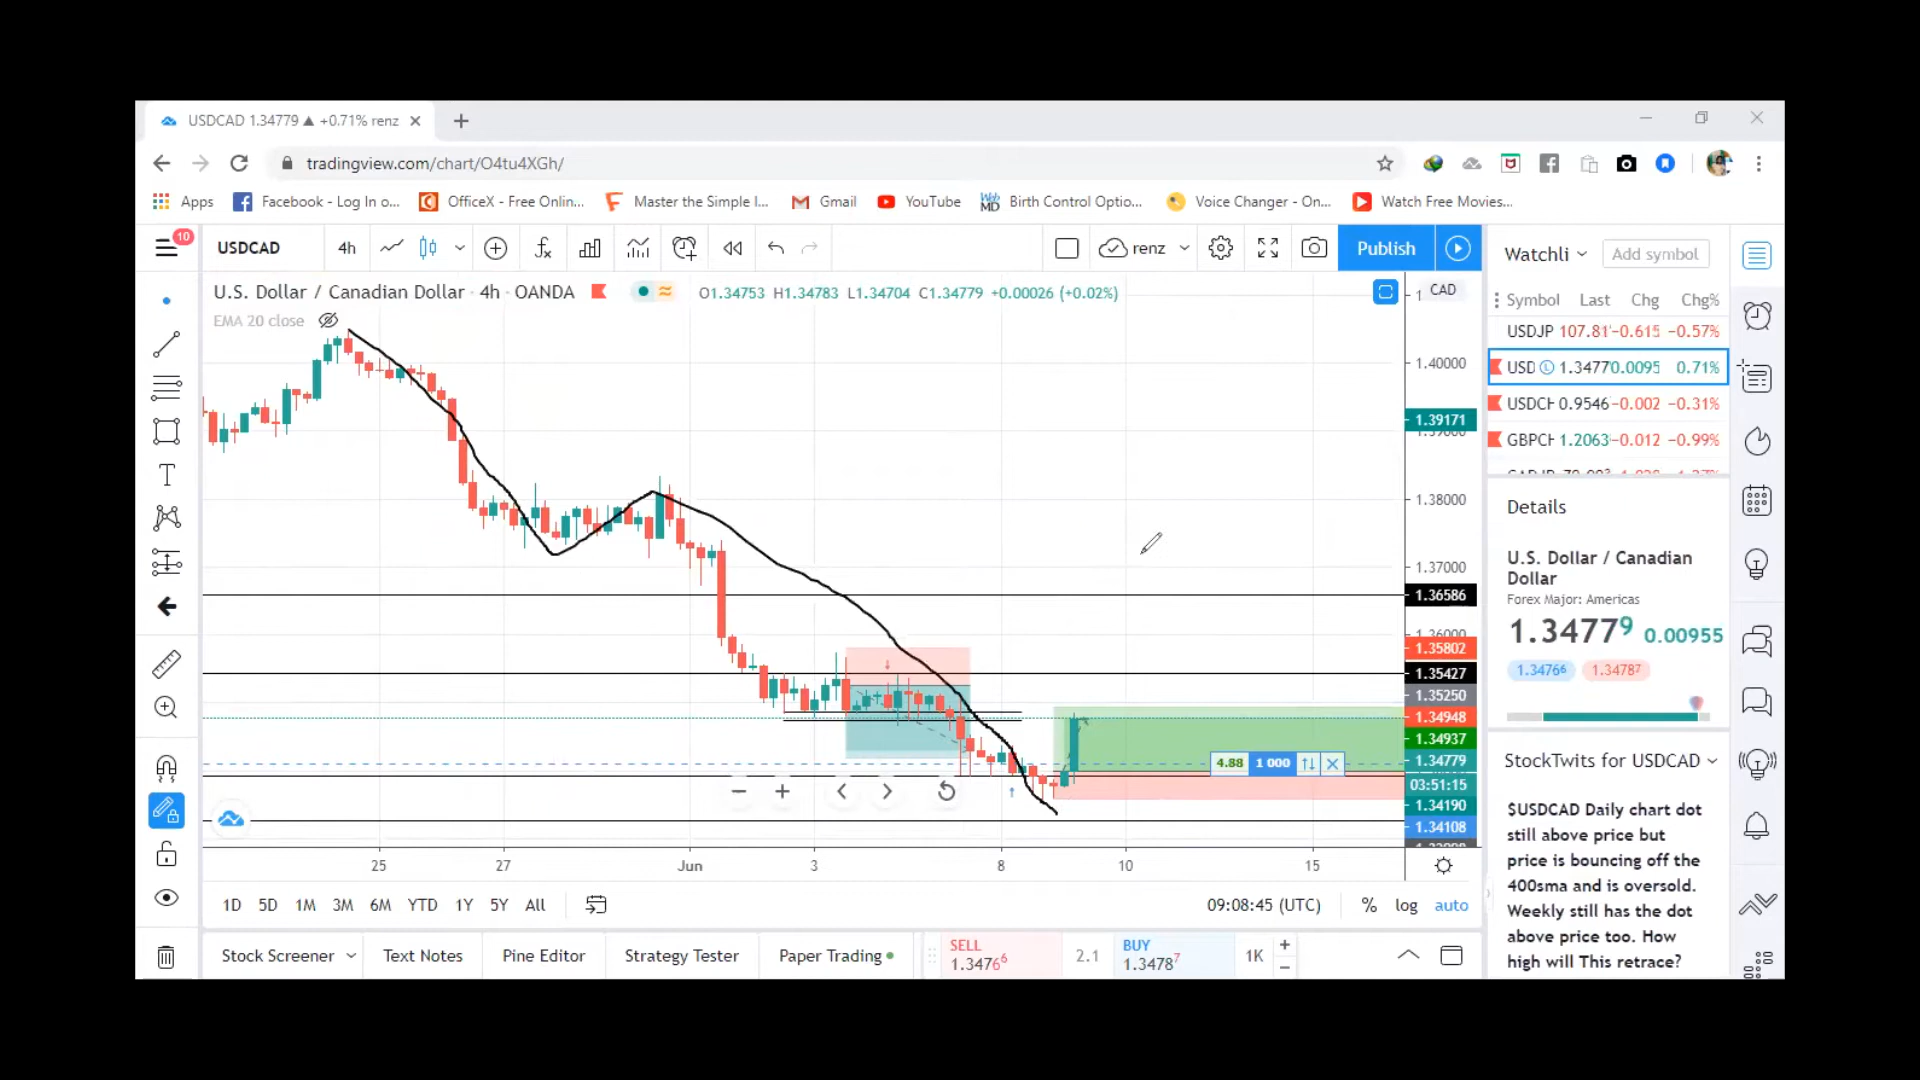 USDCAD 1.34779 ▲ +0.71% renz
tradingview.com/chart/O4tu4XGh/
Apps Facebook - Log In o... OfficeX - Free Onlin... Master the Simple I... Gmail YouTube WebMD Birth Control Optio... Voice Changer - On... Watch Free Movies...
10 USDCAD 4h renz Publish Watchli Add symbol
U.S. Dollar / Canadian Dollar · 4h · OANDA O1.34753 H1.34783 L1.34704 C1.34779 +0.00026 (+0.02%) CAD
EMA 20 close
Symbol Last Chg Chg%
USDJP 107.81 −0.615 −0.57%
USD L 1.3477 0.0095 0.71%
USDCH 0.9546 −0.002 −0.31%
GBPCH 1.2063 −0.012 −0.99%
1.40000
1.39171
1.38000
1.37000
1.36586
1.36000
1.35802
1.35427
1.35250
1.34948
1.34937
1.34779
03:51:15
1.34190
1.34108
4.88 1 000
25 27 Jun 3 8 10 15
1D 5D 1M 3M 6M YTD 1Y 5Y All 09:08:45 (UTC) % log auto
Stock Screener Text Notes Pine Editor Strategy Tester Paper Trading
SELL 1.34766 2.1 BUY 1.34787 1K
Details
U.S. Dollar / Canadian
Dollar
Forex Major: Americas
1.34779 0.00955
1.34766 1.34787
StockTwits for USDCAD
$USDCAD Daily chart dot
still above price but
price is bouncing off the
400sma and is oversold.
Weekly still has the dot
above price too. How
high will This retrace?